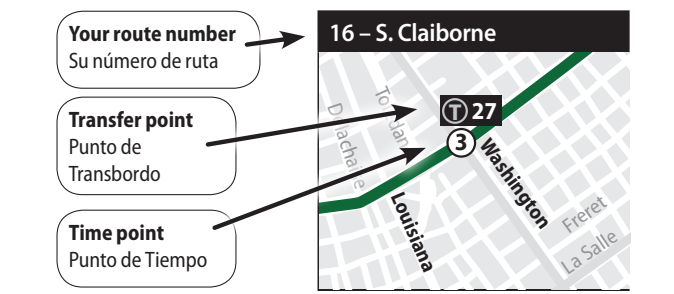 Your route number
Su número de ruta
16 – S. Claiborne
Transfer point
Punto de
Transbordo
Time point
Punto de Tiempo
T 27
3
Delachaise
Washington
Louisiana
Freret
La Salle